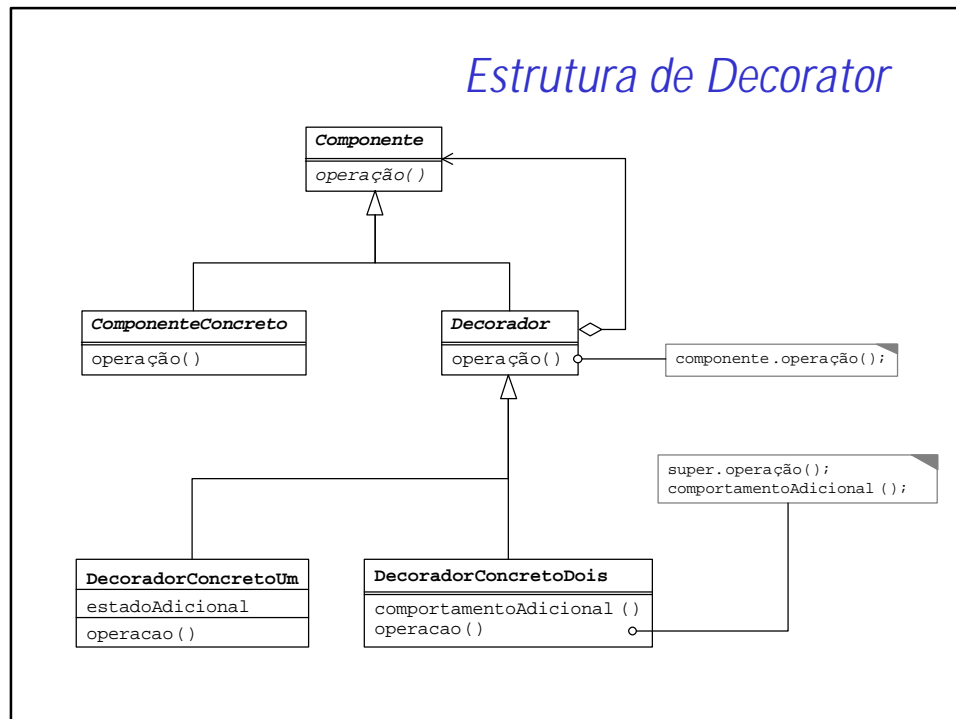 Estrutura de Decorator
Componente
operação()
ComponenteConcreto
operação()
Decorador
operação()
componente.operação();
super.operação();
comportamentoAdicional ();
DecoradorConcretoUm
estadoAdicional
operacao()
DecoradorConcretoDois
comportamentoAdicional ()
operacao()